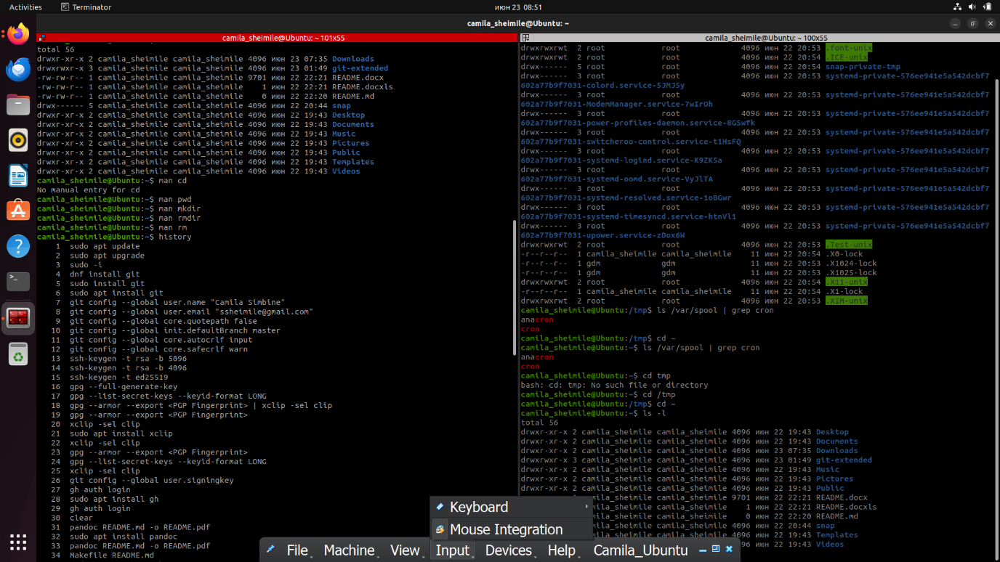 Activities Terminator июн 23 08:51
camila_sheimile@Ubuntu: ~
camila_sheimile@Ubuntu: ~ 101x55
total 56
drwxr-xr-x 2 camila_sheimile camila_sheimile 4096 июн 23 07:35 Downloads
drwxrwxr-x 3 camila_sheimile camila_sheimile 4096 июн 23 01:49 git-extended
-rw-rw-r-- 1 camila_sheimile camila_sheimile 9701 июн 22 22:21 README.docx
-rw-rw-r-- 1 camila_sheimile camila_sheimile    1 июн 22 22:21 README.docxls
-rw-rw-r-- 1 camila_sheimile camila_sheimile    0 июн 22 22:20 README.md
drwx------ 5 camila_sheimile camila_sheimile 4096 июн 22 20:44 snap
drwxr-xr-x 2 camila_sheimile camila_sheimile 4096 июн 22 19:43 Desktop
drwxr-xr-x 2 camila_sheimile camila_sheimile 4096 июн 22 19:43 Documents
drwxr-xr-x 2 camila_sheimile camila_sheimile 4096 июн 22 19:43 Music
drwxr-xr-x 2 camila_sheimile camila_sheimile 4096 июн 22 19:43 Pictures
drwxr-xr-x 2 camila_sheimile camila_sheimile 4096 июн 22 19:43 Public
drwxr-xr-x 2 camila_sheimile camila_sheimile 4096 июн 22 19:43 Templates
drwxr-xr-x 2 camila_sheimile camila_sheimile 4096 июн 22 19:43 Videos
camila_sheimile@Ubuntu:~$ man cd
No manual entry for cd
camila_sheimile@Ubuntu:~$ man pwd
camila_sheimile@Ubuntu:~$ man mkdir
camila_sheimile@Ubuntu:~$ man rmdir
camila_sheimile@Ubuntu:~$ man rm
camila_sheimile@Ubuntu:~$ history
1 sudo apt update
2 sudo apt upgrade
3 sudo -i
4 dnf install git
5 sudo install git
6 sudo apt install git
7 git config --global user.name "Camila Simbine"
8 git config --global user.email "ssheimile@gmail.com"
9 git config --global core.quotepath false
10 git config --global init.defaultBranch master
11 git config --global core.autocrlf input
12 git config --global core.safecrlf warn
13 ssh-keygen -t rsa -b 5096
14 ssh-keygen -t rsa -b 4096
15 ssh-keygen -t ed25519
16 gpg --full-generate-key
17 gpg --list-secret-keys --keyid-format LONG
18 gpg --armor --export <PGP Fingerprint> | xclip -sel clip
19 gpg --armor --export <PGP Fingerprint>
20 xclip -sel clip
21 sudo apt install xclip
22 xclip -sel clip
23 gpg --armor --export <PGP Fingerprint>
24 gpg --list-secret-keys --keyid-format LONG
25 xclip -sel clip
26 git config --global user.signingkey
27 gh auth login
28 sudo apt install gh
29 gh auth login
30 clear
31 pandoc README.md -o README.pdf
32 sudo apt install pandoc
33 pandoc README.md -o README.pdf
34 Makefile README.md
camila_sheimile@Ubuntu: ~ 100x55
drwxrwxrwt 2 root root 4096 июн 22 20:53 .font-unix
drwxrwxrwt 2 root root 4096 июн 22 20:54 .ICE-unix
drwx------ 5 root root 4096 июн 22 20:54 snap-private-tmp
drwx------ 3 root root 4096 июн 22 20:53 systemd-private-576ee941e5a542dcbf7
602a77b9f7031-colord.service-5JMJ5y
drwx------ 3 root root 4096 июн 22 20:53 systemd-private-576ee941e5a542dcbf7
602a77b9f7031-ModemManager.service-7wIrOh
drwx------ 3 root root 4096 июн 22 20:53 systemd-private-576ee941e5a542dcbf7
602a77b9f7031-power-profiles-daemon.service-8GSwfk
drwx------ 3 root root 4096 июн 22 20:53 systemd-private-576ee941e5a542dcbf7
602a77b9f7031-switcheroo-control.service-t1HsFQ
drwx------ 3 root root 4096 июн 22 20:53 systemd-private-576ee941e5a542dcbf7
602a77b9f7031-systemd-logind.service-K9ZK5a
drwx------ 3 root root 4096 июн 22 20:53 systemd-private-576ee941e5a542dcbf7
602a77b9f7031-systemd-oomd.service-VyJlTA
drwx------ 3 root root 4096 июн 22 20:53 systemd-private-576ee941e5a542dcbf7
602a77b9f7031-systemd-resolved.service-1oBGwr
drwx------ 3 root root 4096 июн 22 20:53 systemd-private-576ee941e5a542dcbf7
602a77b9f7031-systemd-timesyncd.service-htnVl1
drwx------ 3 root root 4096 июн 22 20:53 systemd-private-576ee941e5a542dcbf7
602a77b9f7031-upower.service-zDox6W
drwxrwxrwt 2 root root 4096 июн 22 20:53 .Test-unix
-r--r--r-- 1 camila_sheimile camila_sheimile 11 июн 22 20:54 .X0-lock
-r--r--r-- 1 gdm gdm 11 июн 22 20:53 .X1024-lock
-r--r--r-- 1 gdm gdm 11 июн 22 20:53 .X1025-lock
drwxrwxrwt 2 root root 4096 июн 22 20:54 .X11-unix
-r--r--r-- 1 camila_sheimile camila_sheimile 11 июн 22 20:54 .X1-lock
drwxrwxrwt 2 root root 4096 июн 22 20:53 .XIM-unix
camila_sheimile@Ubuntu:/tmp$ ls /var/spool | grep cron
anacron
cron
camila_sheimile@Ubuntu:/tmp$ cd ~
camila_sheimile@Ubuntu:~$ ls /var/spool | grep cron
anacron
cron
camila_sheimile@Ubuntu:~$ cd tmp
bash: cd: tmp: No such file or directory
camila_sheimile@Ubuntu:~$ cd /tmp
camila_sheimile@Ubuntu:/tmp$ cd ~
camila_sheimile@Ubuntu:~$ ls -l
total 56
drwxr-xr-x 2 camila_sheimile camila_sheimile 4096 июн 22 19:43 Desktop
drwxr-xr-x 2 camila_sheimile camila_sheimile 4096 июн 22 19:43 Documents
drwxr-xr-x 2 camila_sheimile camila_sheimile 4096 июн 23 07:35 Downloads
drwxrwxr-x 3 camila_sheimile camila_sheimile 4096 июн 23 01:49 git-extended
drwxr-xr-x 2 camila_sheimile camila_sheimile 4096 июн 22 19:43 Music
drwxr-xr-x 2 camila_sheimile camila_sheimile 4096 июн 22 19:43 Pictures
drwxr-xr-x 2 camila_sheimile camila_sheimile 4096 июн 22 19:43 Public
camila_sheimile 9701 июн 22 22:21 README.docx
camila_sheimile 1 июн 22 22:21 README.docxls
camila_sheimile 0 июн 22 22:20 README.md
camila_sheimile 4096 июн 22 20:44 snap
4096 июн 22 19:43 Templates
4096 июн 22 19:43 Videos
Keyboard
Mouse Integration
File Machine View Input Devices Help Camila_Ubuntu